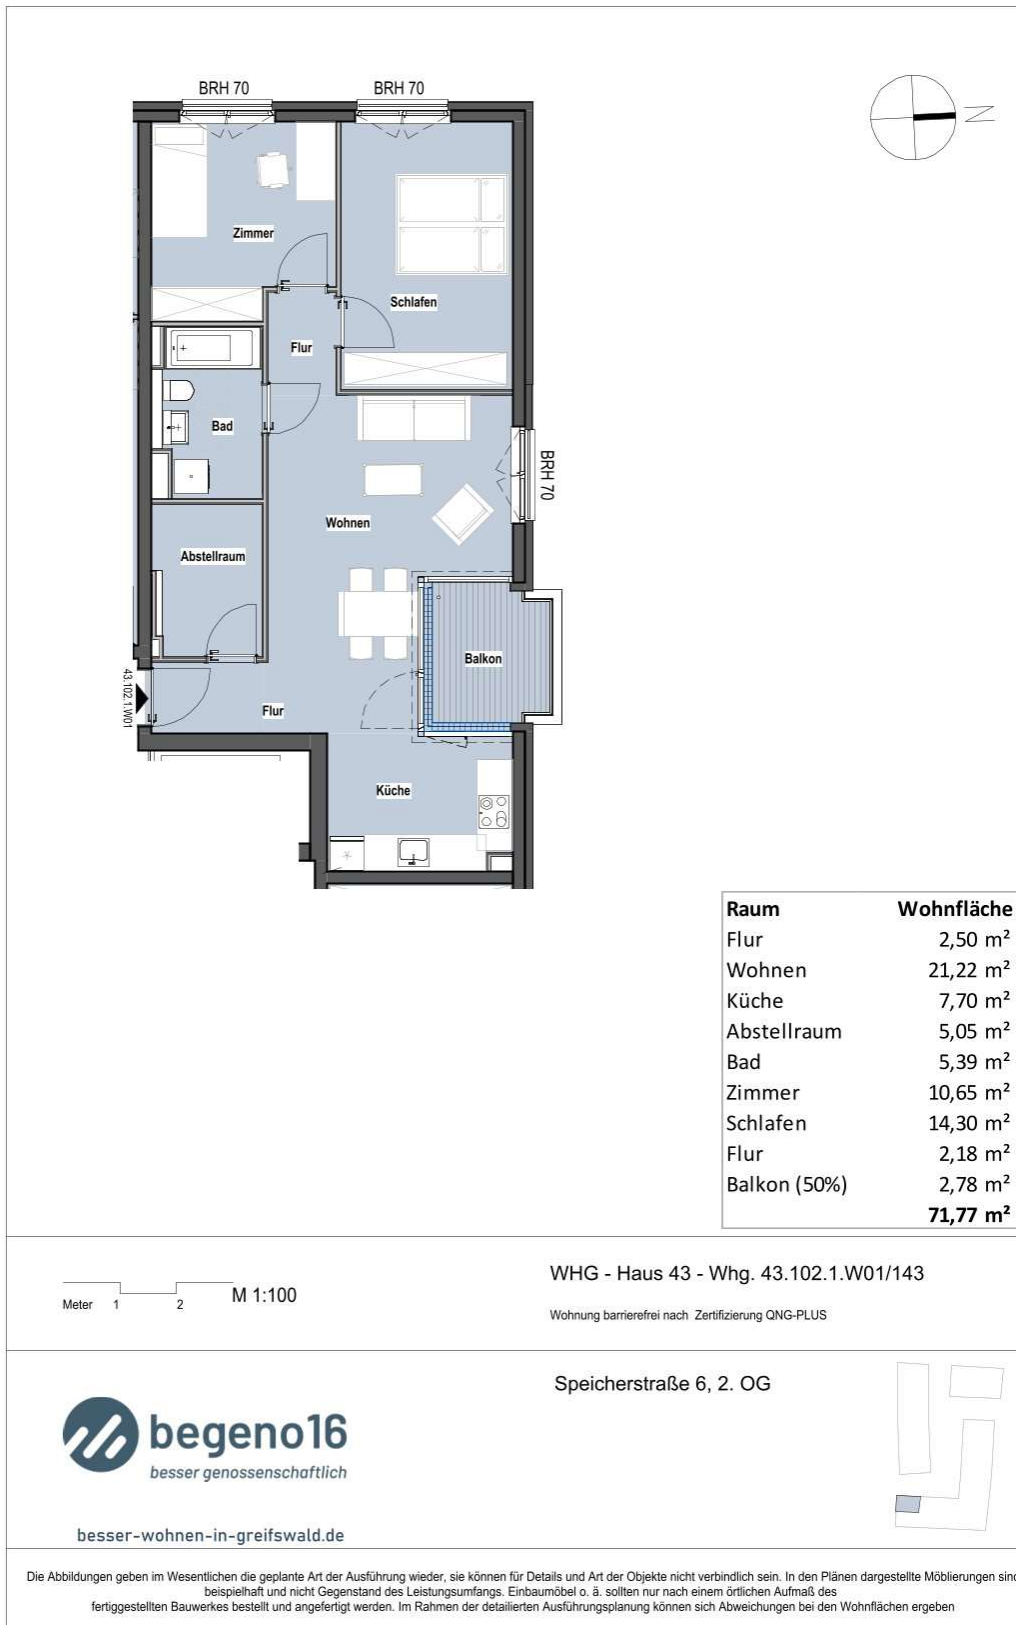 BRH 70
BRH 70
N
Zimmer
Schlafen
Flur
Bad
BRH 70
Wohnen
Abstellraum
Balkon
43.102.1.W01
Flur
Küche
Raum Wohnfläche
Flur 2,50 m²
Wohnen 21,22 m²
Küche 7,70 m²
Abstellraum 5,05 m²
Bad 5,39 m²
Zimmer 10,65 m²
Schlafen 14,30 m²
Flur 2,18 m²
Balkon (50%) 2,78 m²
71,77 m²
Meter 1 2 M 1:100
WHG - Haus 43 - Whg. 43.102.1.W01/143
Wohnung barrierefrei nach Zertifizierung QNG-PLUS
Speicherstraße 6, 2. OG
begeno16
besser genossenschaftlich
besser-wohnen-in-greifswald.de
Die Abbildungen geben im Wesentlichen die geplante Art der Ausführung wieder, sie können für Details und Art der Objekte nicht verbindlich sein. In den Plänen dargestellte Möblierungen sind
beispielhaft und nicht Gegenstand des Leistungsumfangs. Einbaumöbel o. ä. sollten nur nach einem örtlichen Aufmaß des
fertiggestellten Bauwerkes bestellt und angefertigt werden. Im Rahmen der detailierten Ausführungsplanung können sich Abweichungen bei den Wohnflächen ergeben